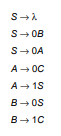 S → λ
S → 0B
S → 0A
A → 0C
A → 1S
B → 0S
B → 1C